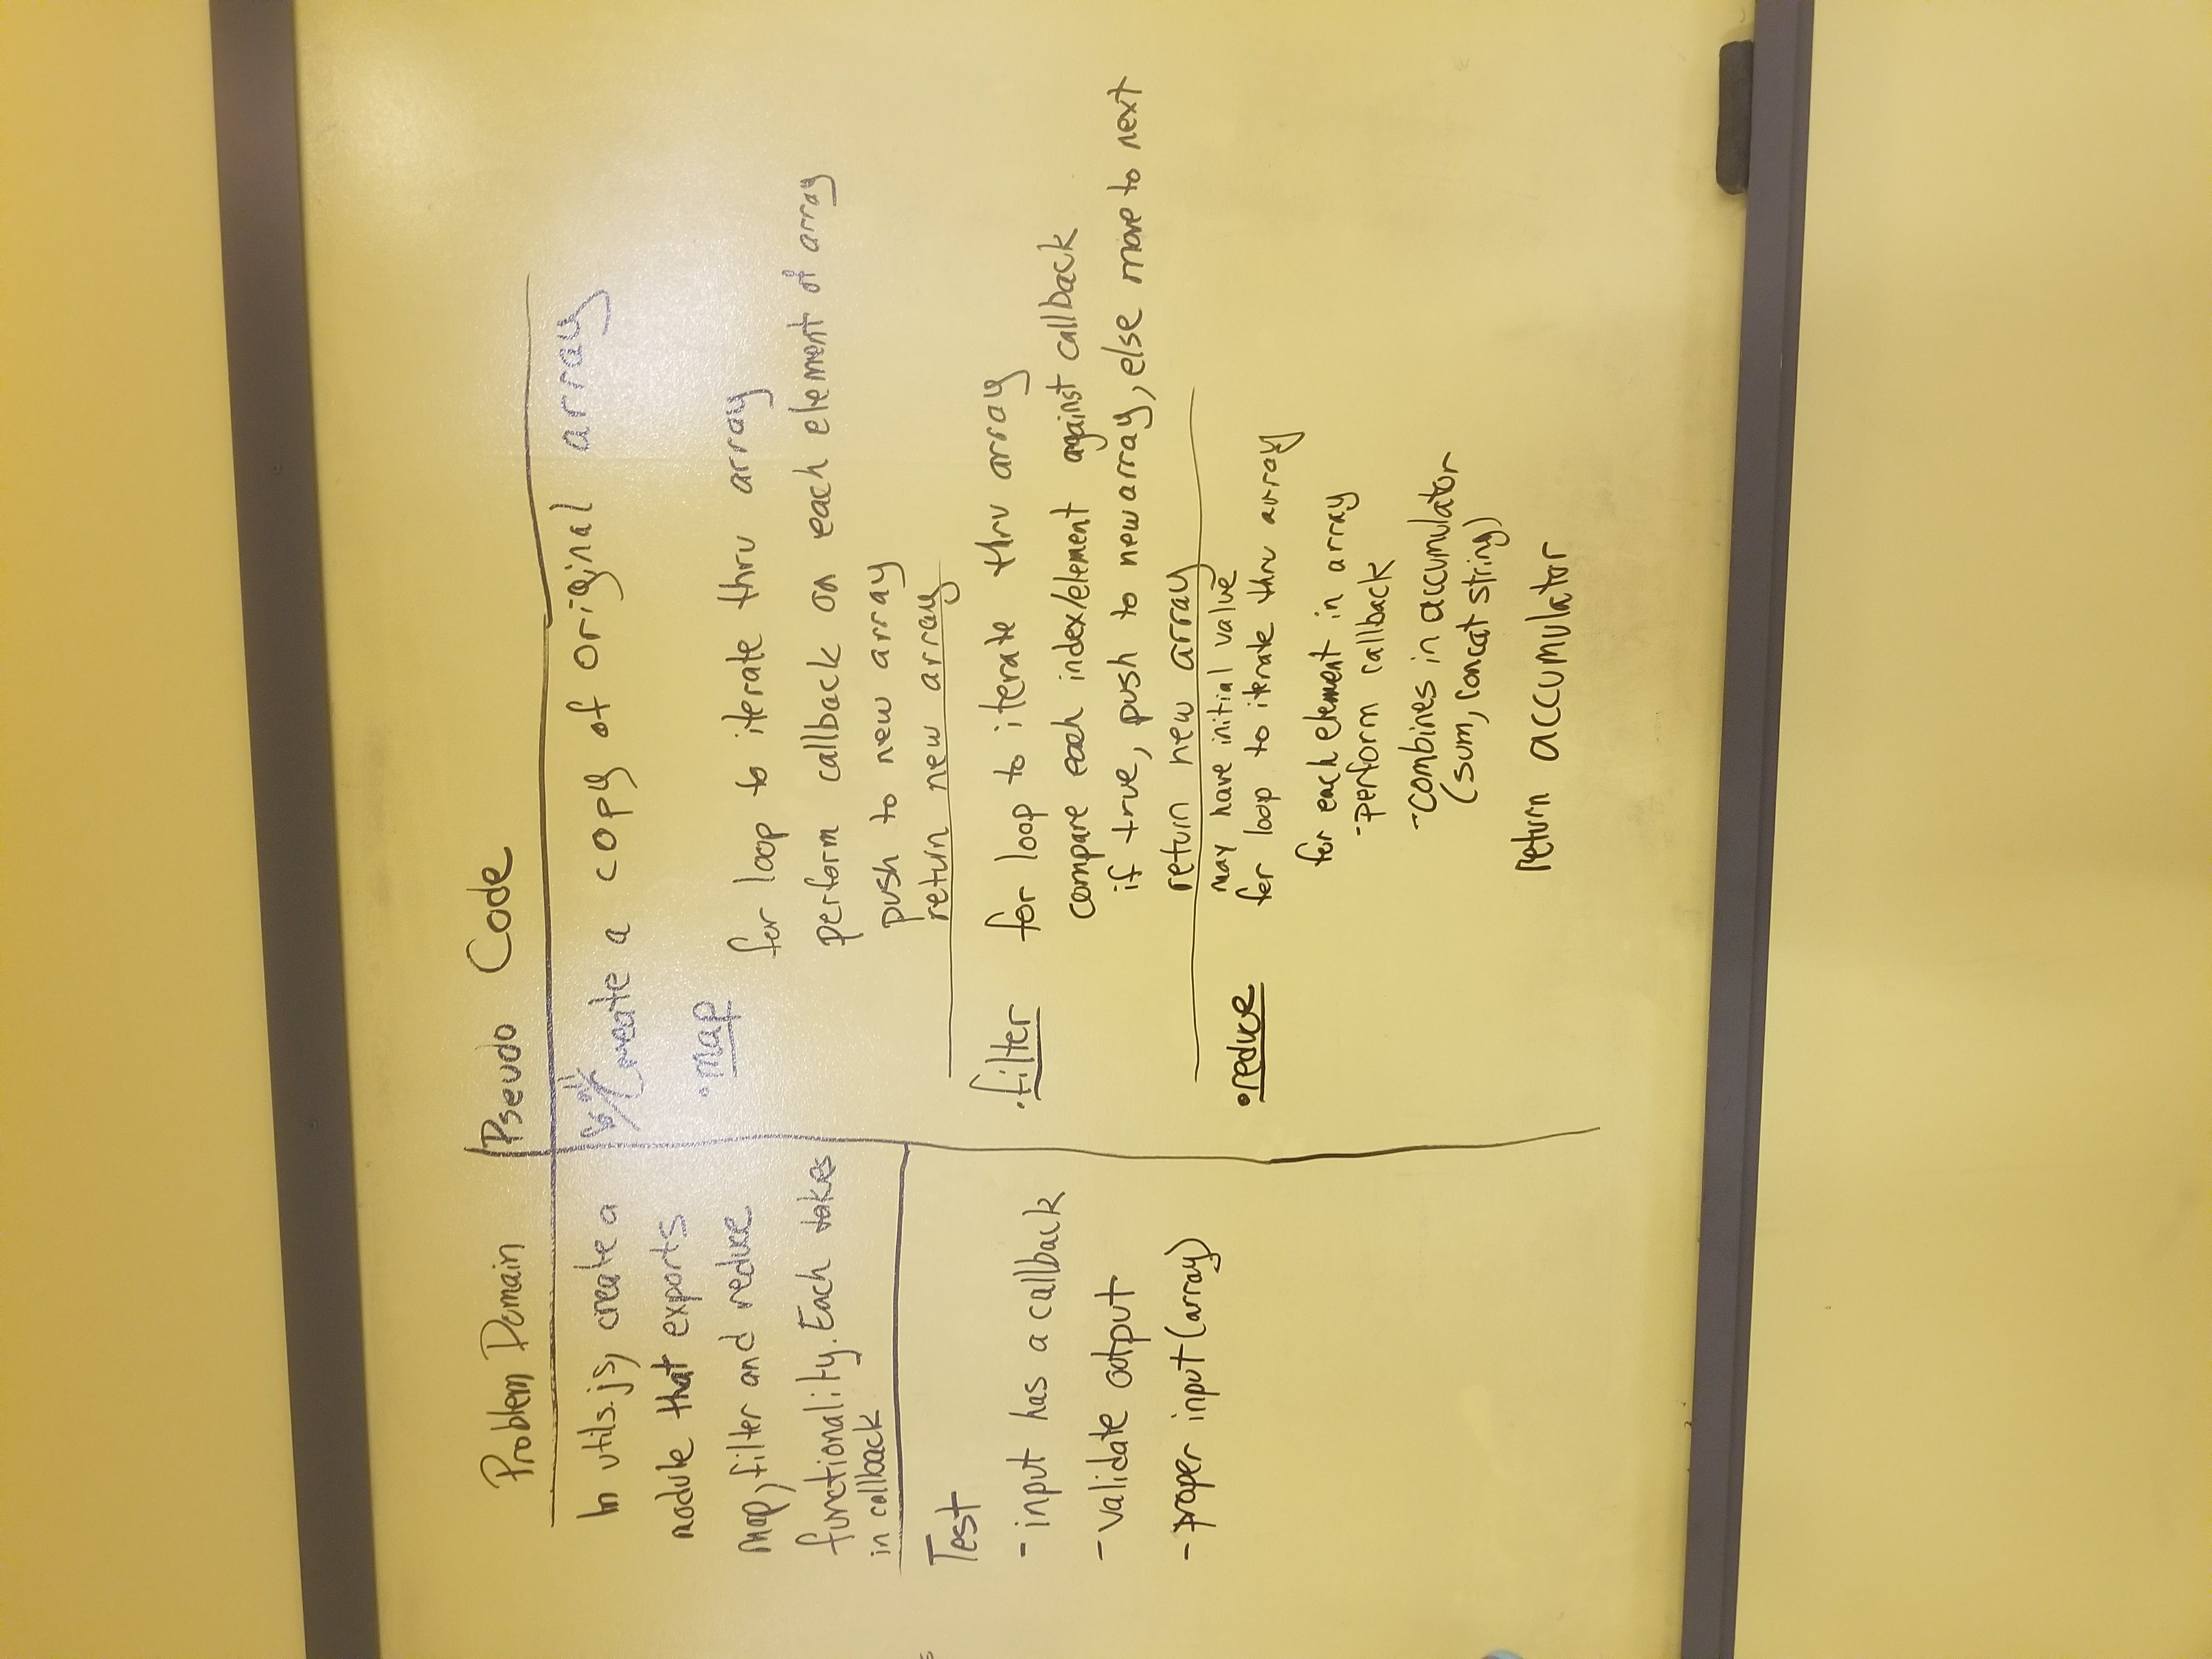 Problem Domain
In utils.js, create a
module that exports
map, filter and reduce
functionality. Each takes
in callback
Test
- input has a callback
- validate output
- proper input (array)
Pseudo Code
for all Create a copy of original array
.map
for loop to iterate thru array
perform callback on each element of array
push to new array
return new array
.filter
for loop to iterate thru array
compare each index/element against callback
if true, push to new array, else move to next
return new array
.reduce
may have initial value
for loop to iterate thru array
for each element in array
-perform callback
-combines in accumulator
(sum, concat string)
return accumulator